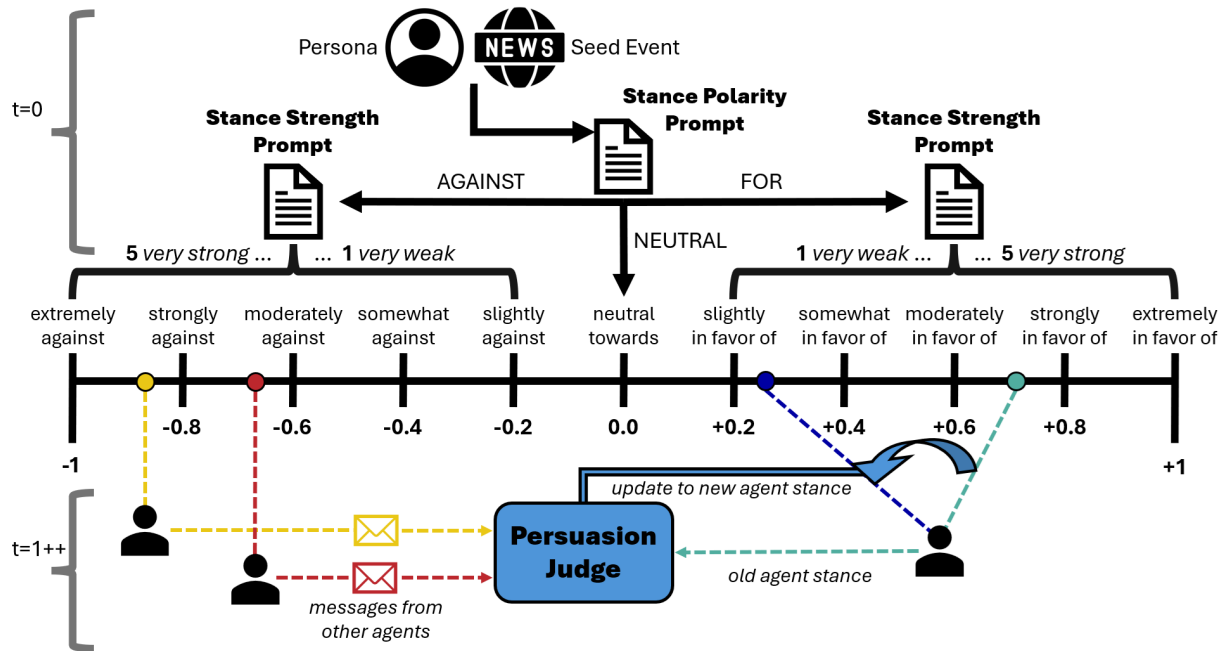 Persona
NEWS
Seed Event
t=0
Stance Polarity
Prompt
Stance Strength
Prompt
Stance Strength
Prompt
AGAINST
FOR
NEUTRAL
5 very strong ...
... 1 very weak
1 very weak ...
... 5 very strong
extremely
against
strongly
against
moderately
against
somewhat
against
slightly
against
neutral
towards
slightly
in favor of
somewhat
in favor of
moderately
in favor of
strongly
in favor of
extremely
in favor of
-1
-0.8
-0.6
-0.4
-0.2
0.0
+0.2
+0.4
+0.6
+0.8
+1
t=1++
update to new agent stance
Persuasion
Judge
old agent stance
messages from
other agents